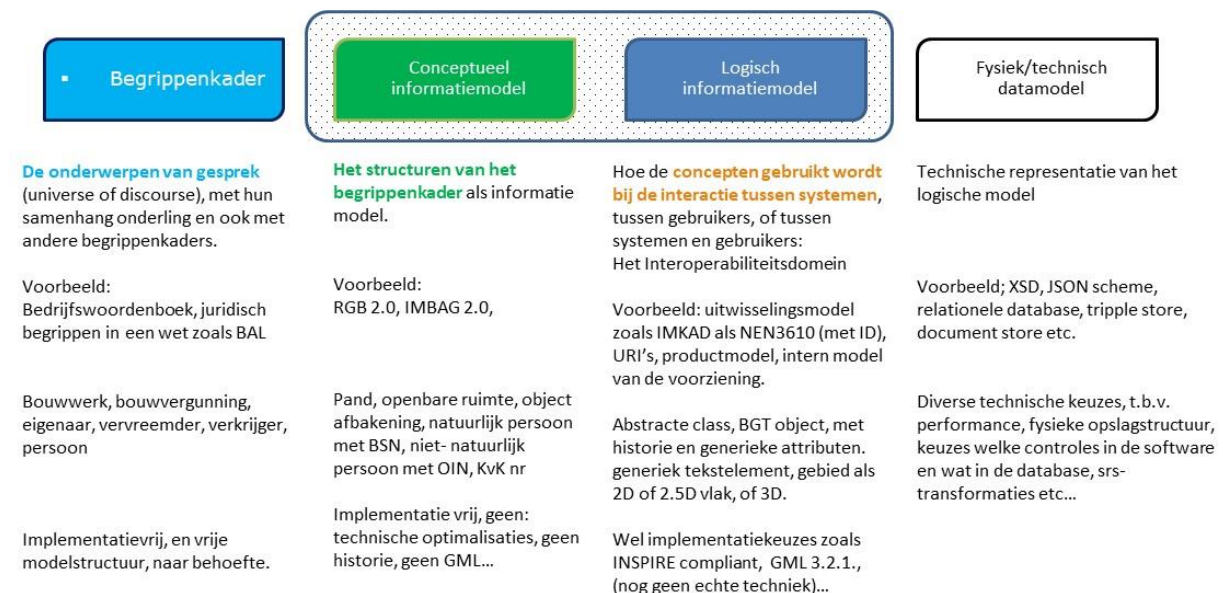 ▪ Begrippenkader
De onderwerpen van gesprek
(universe of discourse), met hun
samenhang onderling en ook met
andere begrippenkaders.
Voorbeeld:
Bedrijfswoordenboek, juridisch
begrippen in een wet zoals BAL
Bouwwerk, bouwvergunning,
eigenaar, vervreemder, verkrijger,
persoon
Implementatievrij, en vrije
modelstructuur, naar behoefte.
Conceptueel
informatiemodel
Het structuren van het
begrippenkader als informatie
model.
Voorbeeld:
RGB 2.0, IMBAG 2.0,
Pand, openbare ruimte, object
afbakening, natuurlijk persoon
met BSN, niet- natuurlijk
persoon met OIN, KvK nr
Implementatie vrij, geen:
technische optimalisaties, geen
historie, geen GML…
Logisch
informatiemodel
Hoe de concepten gebruikt wordt
bij de interactie tussen systemen,
tussen gebruikers, of tussen
systemen en gebruikers:
Het Interoperabiliteitsdomein
Voorbeeld: uitwisselingsmodel
zoals IMKAD als NEN3610 (met ID),
URI’s, productmodel, intern model
van de voorziening.
Abstracte class, BGT object, met
historie en generieke attributen.
generiek tekstelement, gebied als
2D of 2.5D vlak, of 3D.
Wel implementatiekeuzes zoals
INSPIRE compliant, GML 3.2.1.,
(nog geen echte techniek)…
Fysiek/technisch
datamodel
Technische representatie van het
logische model
Voorbeeld; XSD, JSON scheme,
relationele database, tripple store,
document store etc.
Diverse technische keuzes, t.b.v.
performance, fysieke opslagstructuur,
keuzes welke controles in de software
en wat in de database, srs-
transformaties etc…